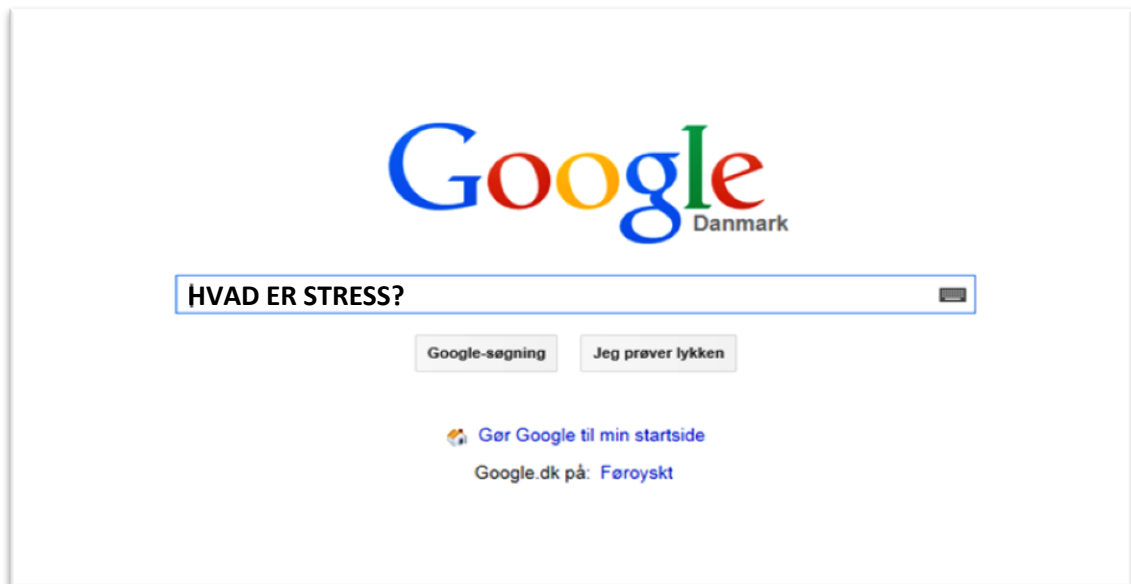 Google
Danmark
HVAD ER STRESS?
Google-søgning Jeg prøver lykken
Gør Google til min startside
Google.dk på: Føroyskt